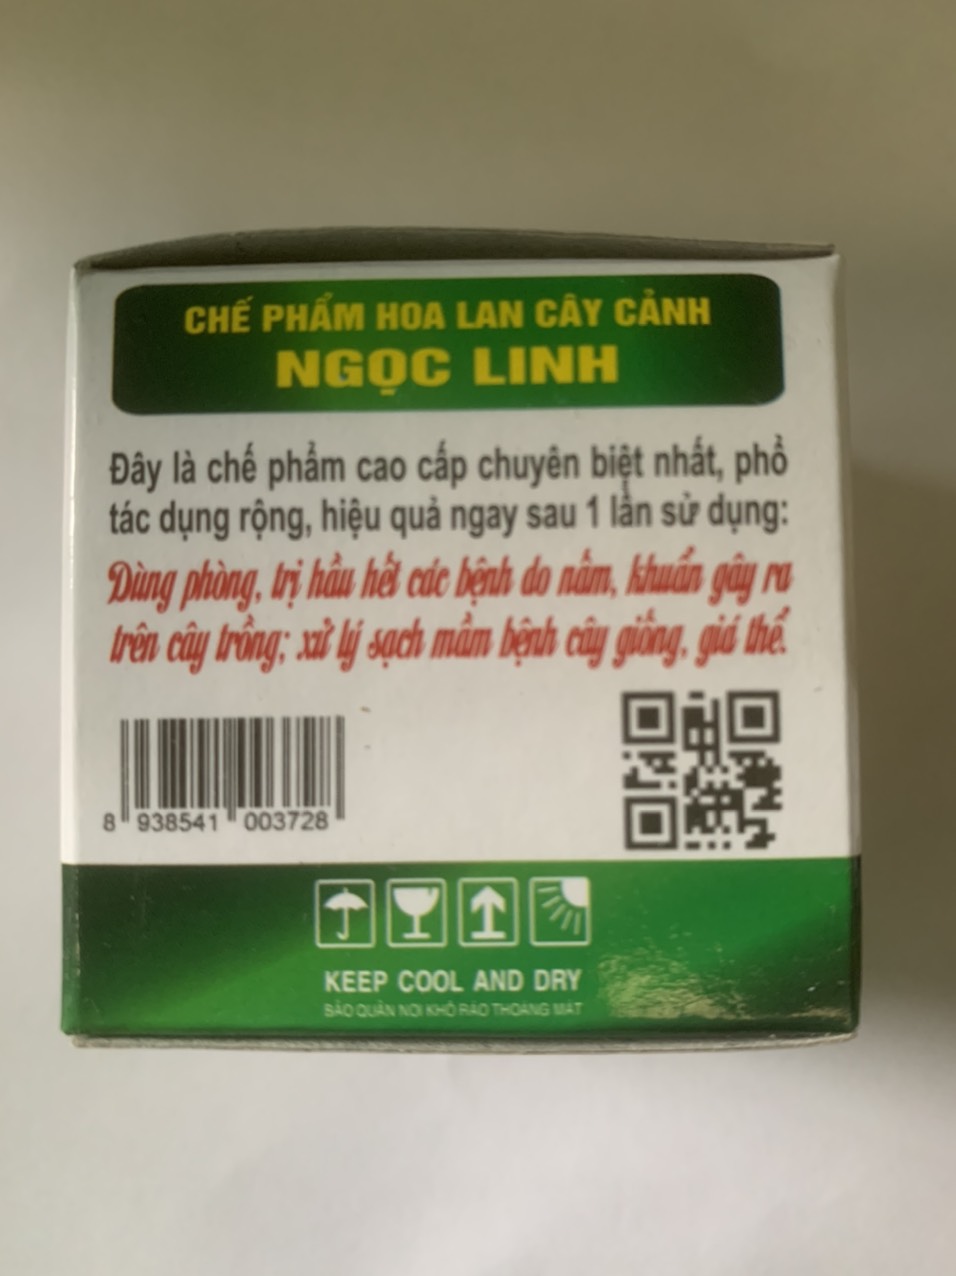 CHẾ PHẨM HOA LAN CÂY CẢNH
NGỌC LINH
Đây là chế phẩm cao cấp chuyên biệt nhất, phổ
tác dụng rộng, hiệu quả ngay sau 1 lần sử dụng:
Dùng phòng, trị hầu hết các bệnh do nấm, khuẩn gây ra
trên cây trồng; xử lý sạch mầm bệnh cây giống, giá thể.
8 938541 003728
KEEP COOL AND DRY
BẢO QUẢN NƠI KHÔ RÁO THOÁNG MÁT